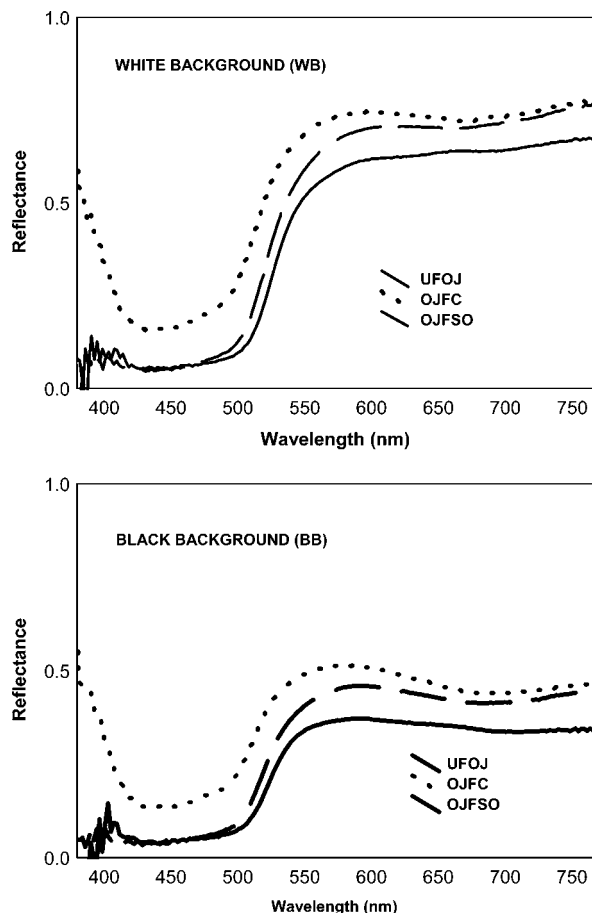 1.0
WHITE BACKGROUND (WB)
Reflectance
0.5
UFOJ
OJFC
OJFSO
0.0
400 450 500 550 600 650 700 750
Wavelength (nm)
1.0
BLACK BACKGROUND (BB)
Reflectance
0.5
UFOJ
OJFC
OJFSO
0.0
400 450 500 550 600 650 700 750
Wavelength (nm)